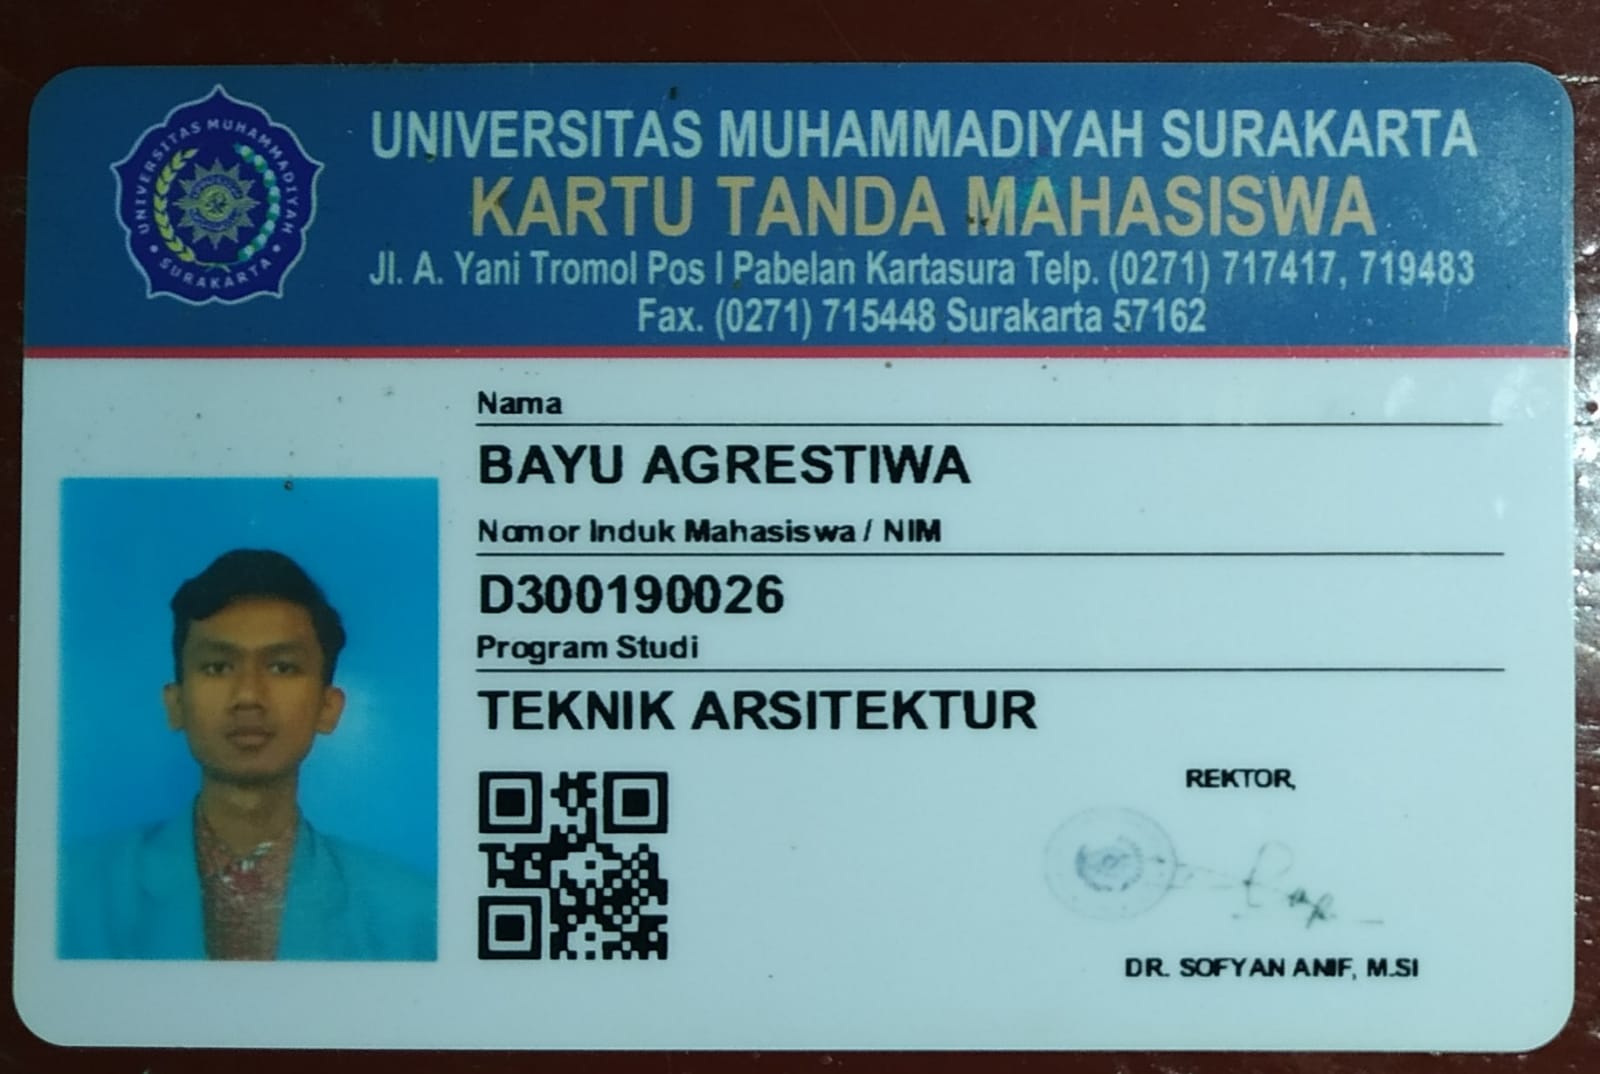 UNIVERSITAS MUHAMMADIYAH SURAKARTA
UNIVERSITAS MUHAMMADIYAH SURAKARTA
KARTU TANDA MAHASISWA
Jl. A. Yani Tromol Pos I Pabelan Kartasura Telp. (0271) 717417, 719483
Fax. (0271) 715448 Surakarta 57162
Nama
BAYU AGRESTIWA
Nomor Induk Mahasiswa / NIM
D300190026
Program Studi
TEKNIK ARSITEKTUR
REKTOR,
DR. SOFYAN ANIF, M.SI